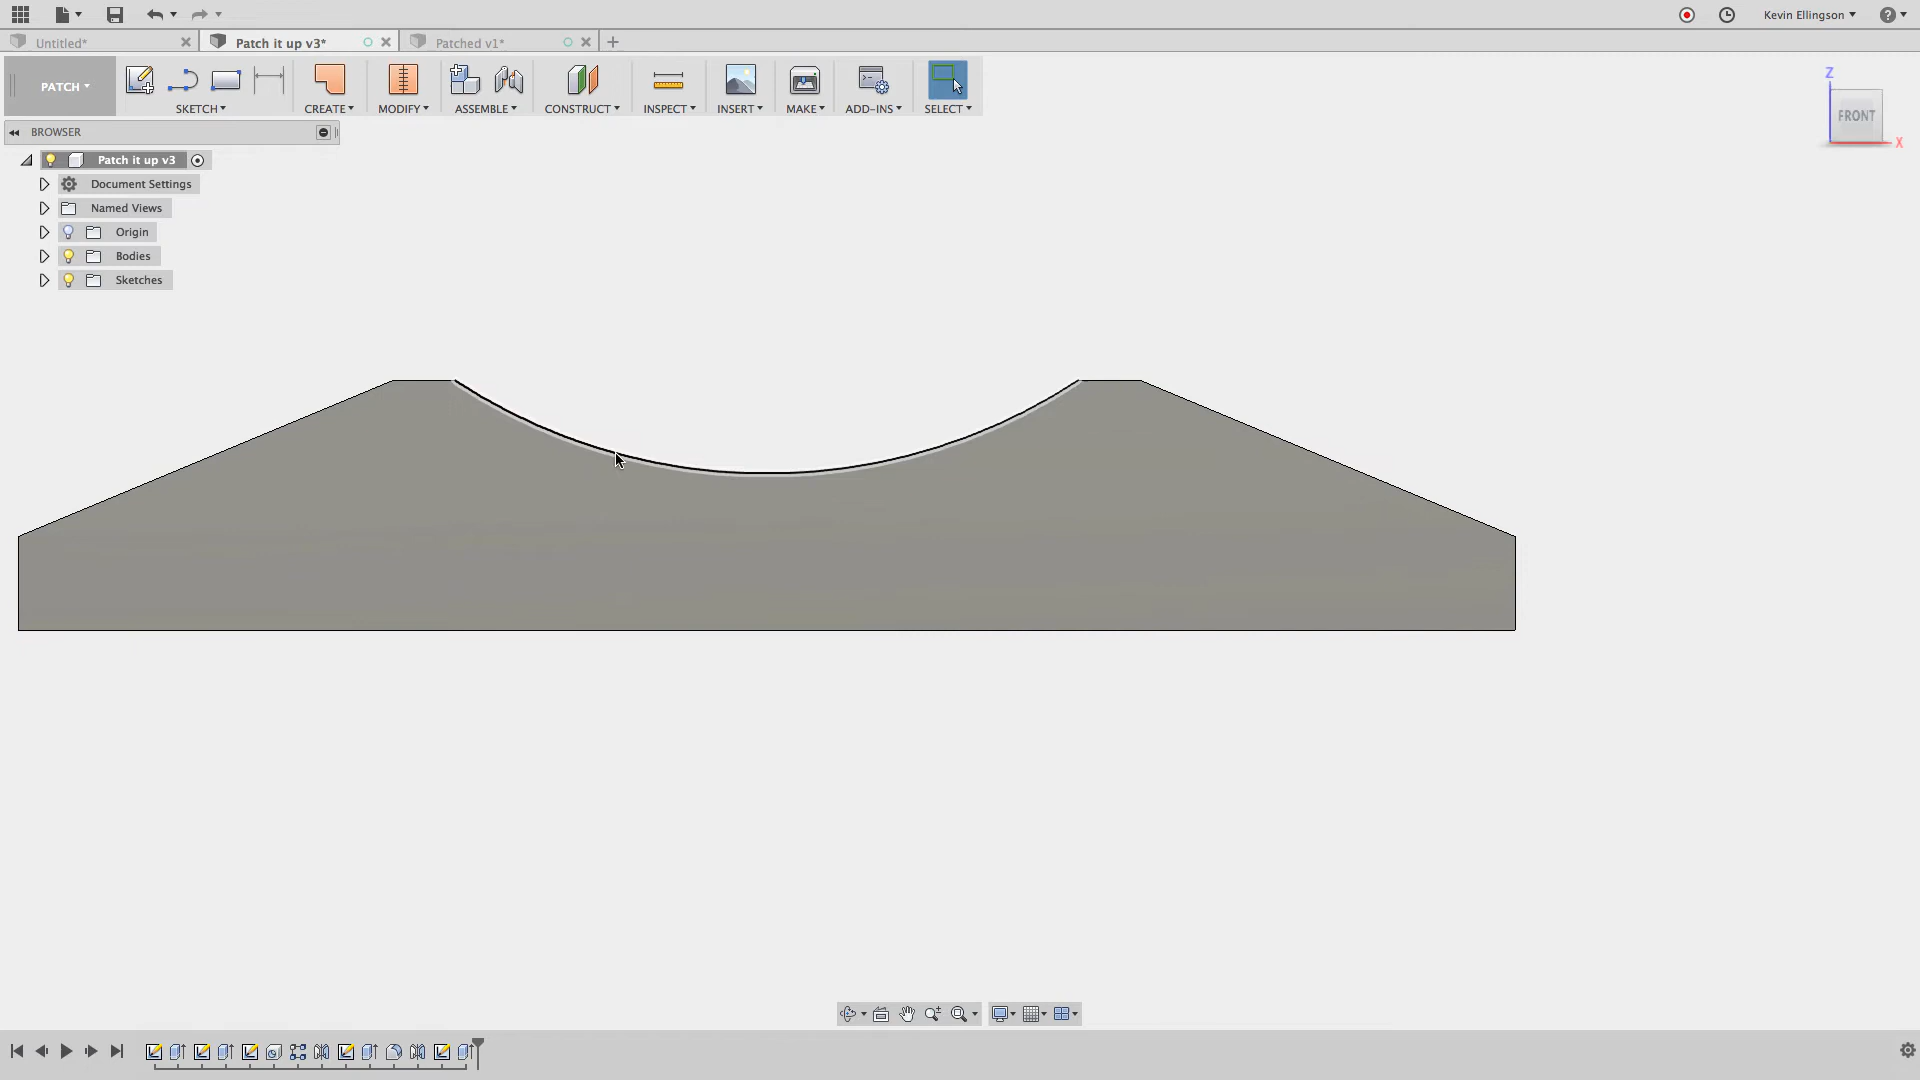 Kevin Ellingson
Untitled*
Patch it up v3*
Patched v1*
PATCH
SKETCH
CREATE
MODIFY
ASSEMBLE
CONSTRUCT
INSPECT
INSERT
MAKE
ADD-INS
SELECT
Z
FRONT
X
BROWSER
Patch it up v3
Document Settings
Named Views
Origin
Bodies
Sketches